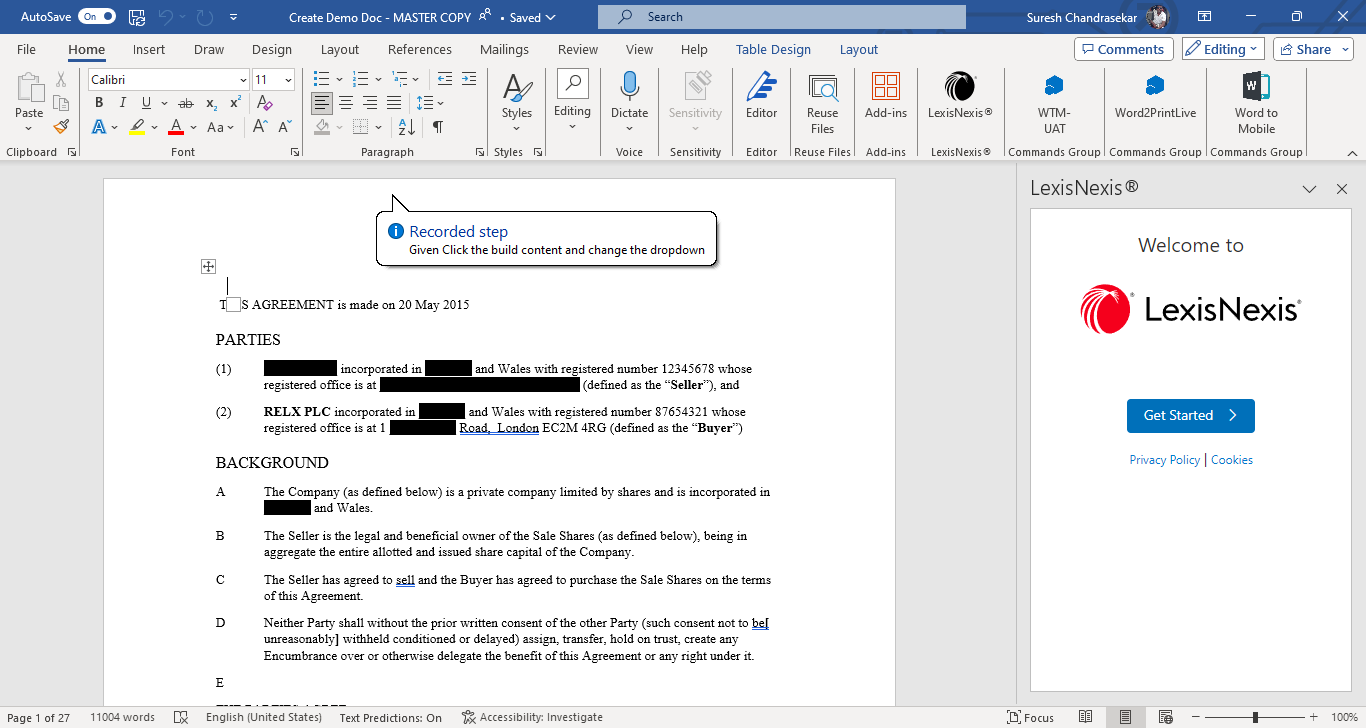 AutoSave On Create Demo Doc - MASTER COPY • Saved Search Suresh Chandrasekar
File Home Insert Draw Design Layout References Mailings Review View Help Table Design Layout Comments Editing Share
Calibri 11
Paste Styles Editing Dictate Sensitivity Editor Reuse Files Add-ins LexisNexis® WTM-UAT Word2PrintLive Word to Mobile
Clipboard Font Paragraph Styles Voice Sensitivity Editor Reuse Files Add-ins LexisNexis® Commands Group Commands Group Commands Group
Recorded step
Given Click the build content and change the dropdown
S AGREEMENT is made on 20 May 2015
PARTIES
(1) incorporated in and Wales with registered number 12345678 whose
registered office is at (defined as the “Seller”), and
(2) RELX PLC incorporated in and Wales with registered number 87654321 whose
registered office is at 1 Road, London EC2M 4RG (defined as the “Buyer”)
BACKGROUND
A The Company (as defined below) is a private company limited by shares and is incorporated in
and Wales.
B The Seller is the legal and beneficial owner of the Sale Shares (as defined below), being in
aggregate the entire allotted and issued share capital of the Company.
C The Seller has agreed to sell and the Buyer has agreed to purchase the Sale Shares on the terms
of this Agreement.
D Neither Party shall without the prior written consent of the other Party (such consent not to be[
unreasonably] withheld conditioned or delayed) assign, transfer, hold on trust, create any
Encumbrance over or otherwise delegate the benefit of this Agreement or any right under it.
E
LexisNexis®
Welcome to
LexisNexis®
Get Started
Privacy Policy | Cookies
Page 1 of 27 11004 words English (United States) Text Predictions: On Accessibility: Investigate Focus 100%